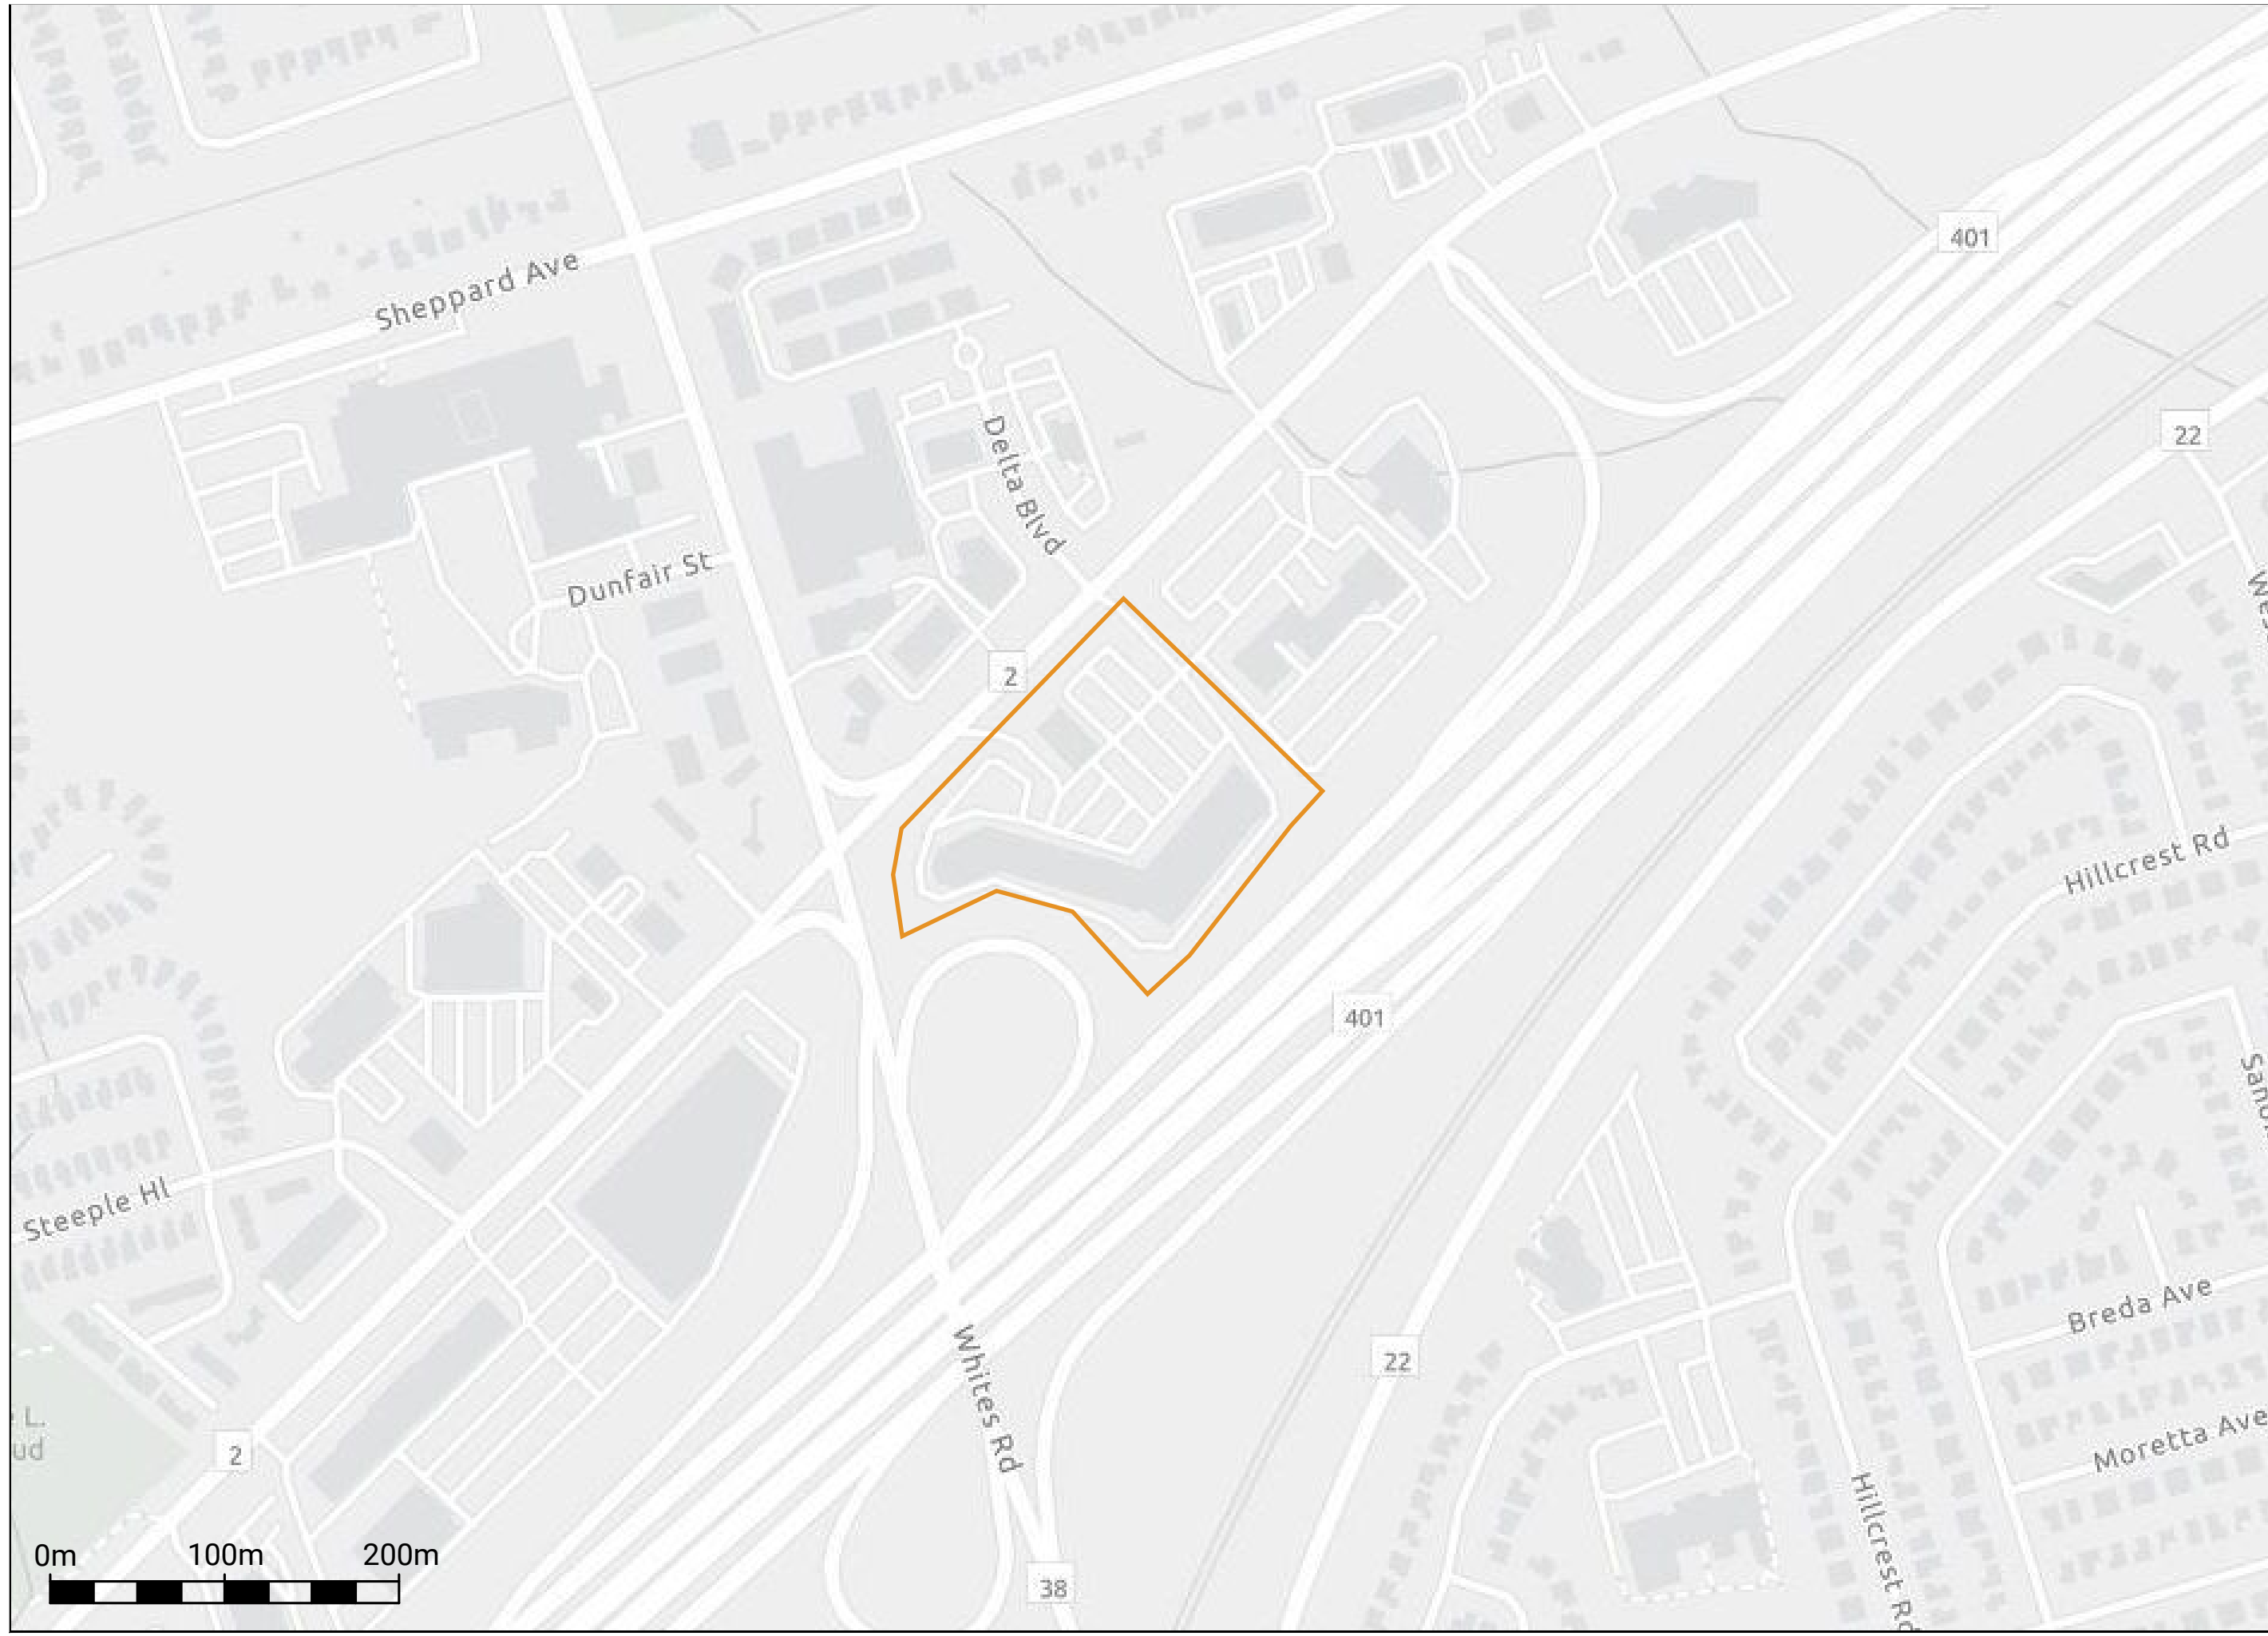 401
Sheppard Ave
22
Delta Blvd
Dunfair St
2
Hillcrest Rd
401
Steeple Hl
Breda Ave
Whites Rd
22
L.
ud
2
Moretta Ave
Hillcrest Rd
0m 100m 200m
38